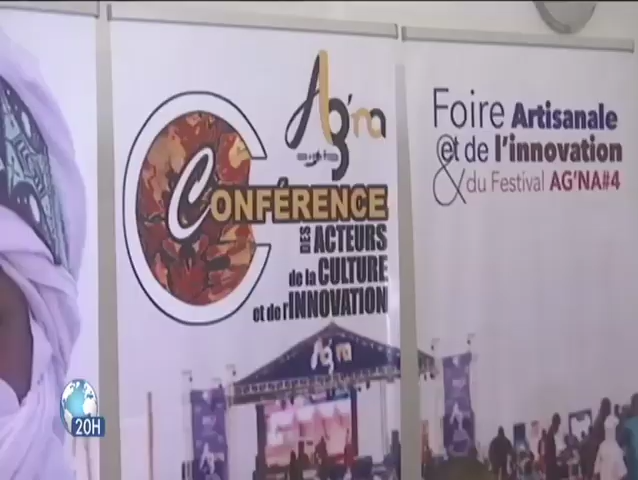 Ag'na
CONFÉRENCE
DES ACTEURS
de la CULTURE
et de l'INNOVATION
Ag'na
Foire Artisanale
et de l'innovation
& du Festival AG'NA#4
20H